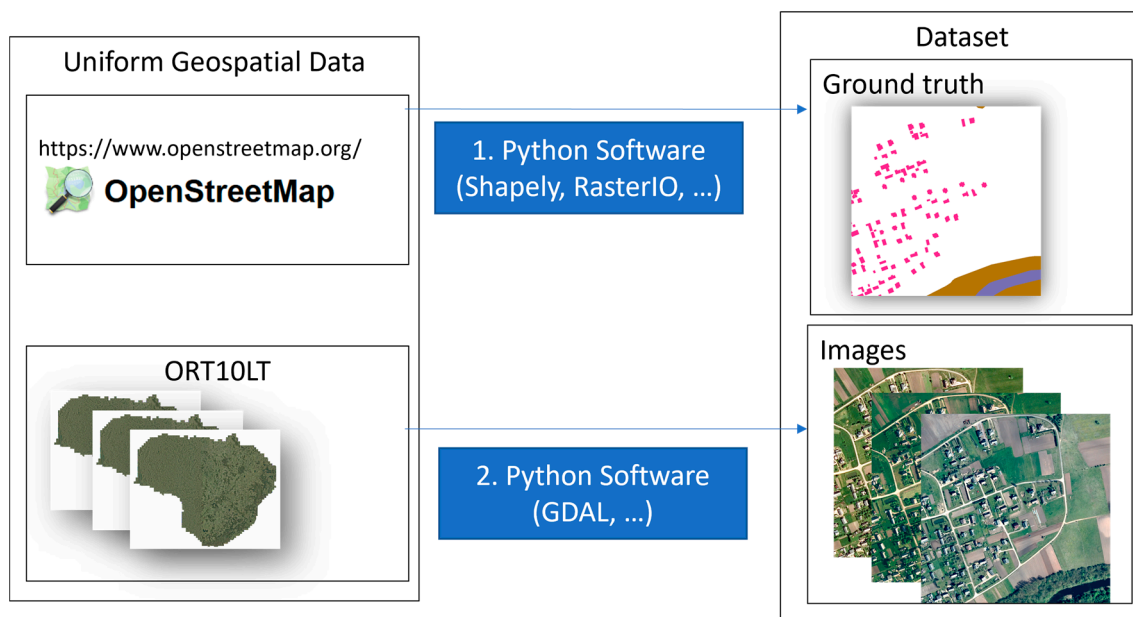 Uniform Geospatial Data
https://www.openstreetmap.org/
OpenStreetMap
ORT10LT
1. Python Software
(Shapely, RasterIO, ...)
2. Python Software
(GDAL, ...)
Dataset
Ground truth
Images